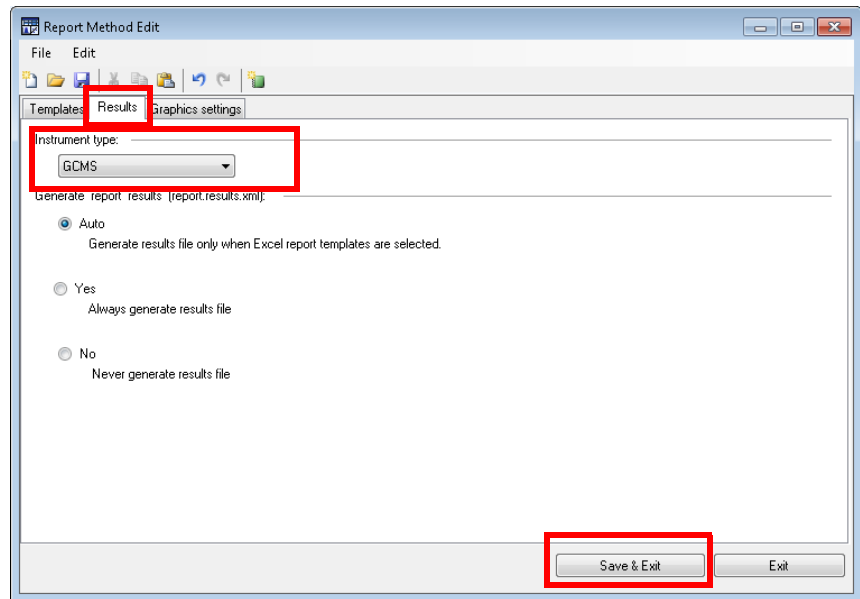 Report Method Edit
File Edit
Templates Results Graphics settings
Instrument type:
GCMS
Generate report results (report.results.xml):
Auto
Generate results file only when Excel report templates are selected.
Yes
Always generate results file
No
Never generate results file
Save & Exit Exit